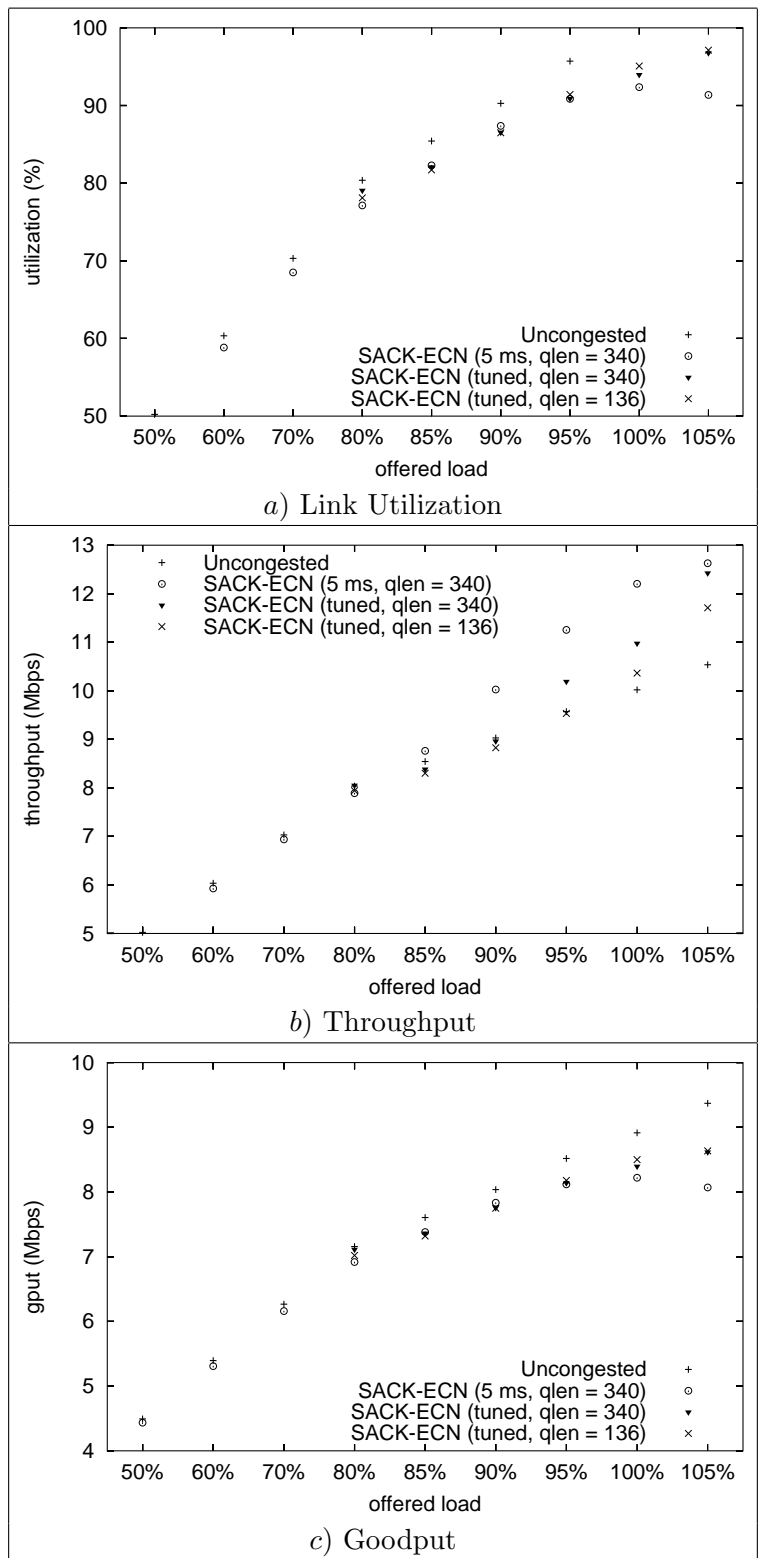 100
90
80
70
60
50
utilization (%)
Uncongested
SACK-ECN (5 ms, qlen = 340)
SACK-ECN (tuned, qlen = 340)
SACK-ECN (tuned, qlen = 136)
50% 60% 70% 80% 85% 90% 95% 100% 105%
offered load
a) Link Utilization
13
12
11
10
9
8
7
6
5
throughput (Mbps)
Uncongested
SACK-ECN (5 ms, qlen = 340)
SACK-ECN (tuned, qlen = 340)
SACK-ECN (tuned, qlen = 136)
50% 60% 70% 80% 85% 90% 95% 100% 105%
offered load
b) Throughput
10
9
8
7
6
5
4
gput (Mbps)
Uncongested
SACK-ECN (5 ms, qlen = 340)
SACK-ECN (tuned, qlen = 340)
SACK-ECN (tuned, qlen = 136)
50% 60% 70% 80% 85% 90% 95% 100% 105%
offered load
c) Goodput